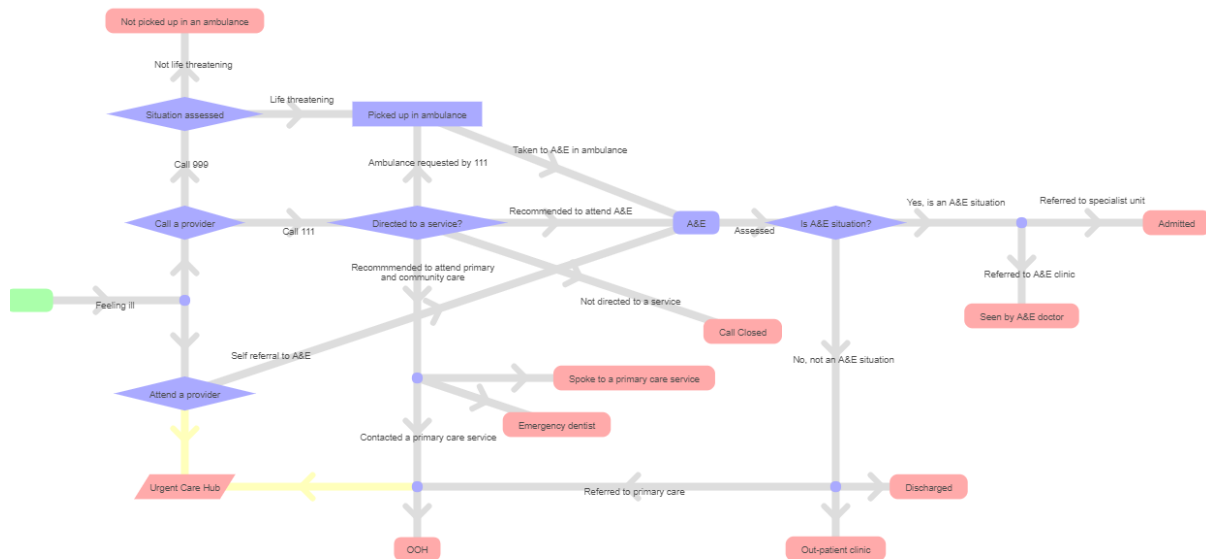 Not picked up in an ambulance
Not life threatening
Life threatening
Situation assessed
Picked up in ambulance
Taken to A&E in ambulance
Call 999
Ambulance requested by 111
Call a provider
Call 111
Directed to a service?
Recommended to attend A&E
A&E
Assessed
Is A&E situation?
Yes, is an A&E situation
Referred to specialist unit
Admitted
Recommmended to attend primary
and community care
Referred to A&E clinic
Feeling ill
Not directed to a service
Seen by A&E doctor
Call Closed
Self referral to A&E
No, not an A&E situation
Attend a provider
Spoke to a primary care service
Emergency dentist
Contacted a primary care service
Urgent Care Hub
Referred to primary care
Discharged
OOH
Out-patient clinic